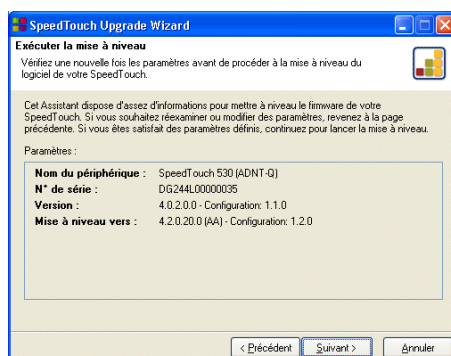 SpeedTouch Upgrade Wizard
Exécuter la mise à niveau
Vérifiez une nouvelle fois les paramètres avant de procéder à la mise à niveau du
logiciel de votre SpeedTouch.
Cet Assistant dispose d'assez d'informations pour mettre à niveau le firmware de votre
SpeedTouch. Si vous souhaitez réexaminer ou modifier des paramètres, revenez à la page
précédente. Si vous êtes satisfait des paramètres définis, continuez pour lancer la mise à niveau.
Paramètres :
Nom du périphérique : SpeedTouch 530 (ADNT-Q)
N° de série : DG244L00000035
Version : 4.0.2.0.0 - Configuration: 1.1.0
Mise à niveau vers : 4.2.0.20.0 (AA) - Configuration: 1.2.0
< Précédent Suivant > Annuler